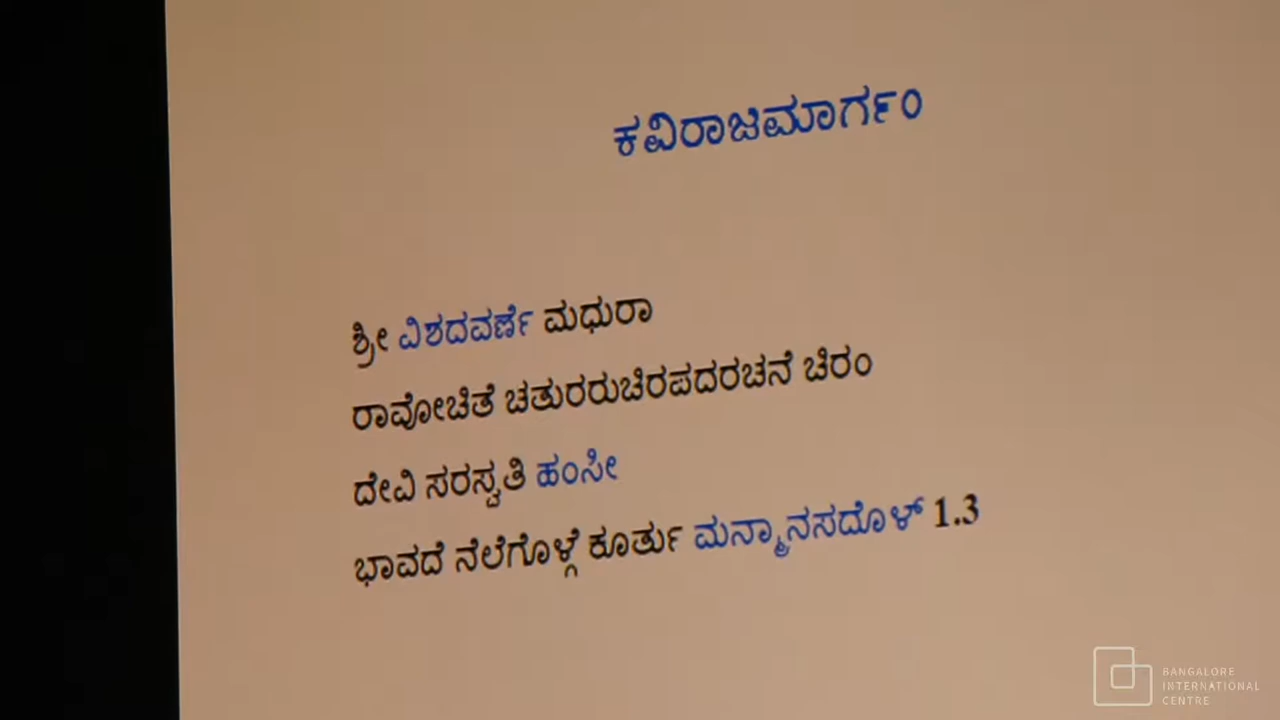 ಕವಿರಾಜಮಾರ್ಗಂ
ಶ್ರೀ ವಿಶದವರ್ಣೆ ಮಧುರಾ
ರಾವೋಚಿತೆ ಚತುರರುಚಿರಪದರಚನೆ ಚಿರಂ
ದೇವಿ ಸರಸ್ವತಿ ಹಂಸೀ
ಭಾವದೆ ನೆಲೆಗೊಳ್ಗೆ ಕೂರ್ತು ಮನ್ಮಾನಸದೊಳ್ 1.3
BANGALORE
INTERNATIONAL
CENTRE